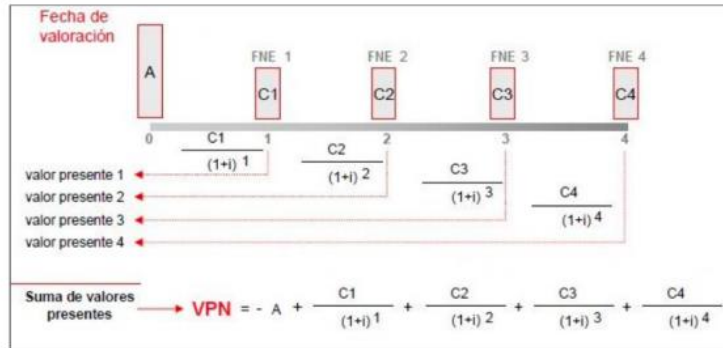 Fecha de
valoración
FNE 1 FNE 2 FNE 3 FNE 4
A
C1 C2 C3 C4
0 1 2 3 4
C1
(1+i) 1
C2
(1+i) 2
C3
(1+i) 3
C4
(1+i) 4
valor presente 1
valor presente 2
valor presente 3
valor presente 4
Suma de valores
presentes
VPN = - A + C1 / (1+i) 1 + C2 / (1+i) 2 + C3 / (1+i) 3 + C4 / (1+i) 4